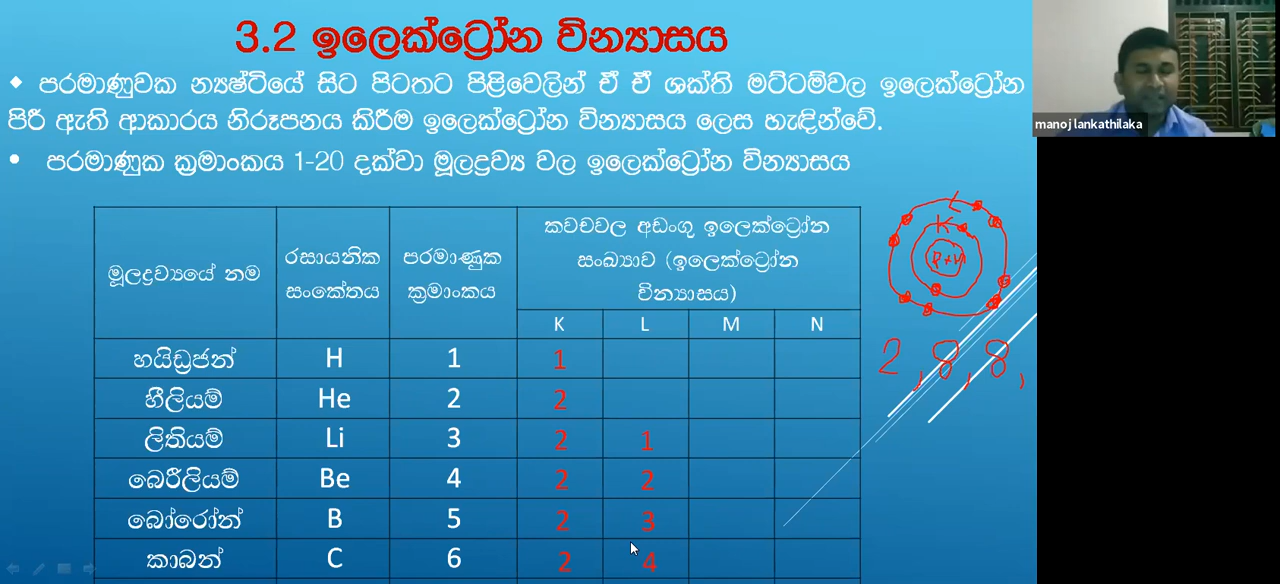 3.2 ඉලෙක්ට්‍රෝන වින්‍යාසය
පරමාණුවක න්‍යෂ්ටියේ සිට පිටතට පිළිවෙලින් ඒ ඒ ශක්ති මට්ටම්වල ඉලෙක්ට්‍රෝන
පිරී ඇති ආකාරය නිරූපනය කිරීම ඉලෙක්ට්‍රෝන වින්‍යාසය ලෙස හැඳින්වේ.
පරමාණුක ක්‍රමාංකය 1-20 දක්වා මූලද්‍රව්‍ය වල ඉලෙක්ට්‍රෝන වින්‍යාසය
manoj lankathilaka
මූලද්‍රව්‍යයේ නම
රසායනික
සංකේතය
පරමාණුක
ක්‍රමාංකය
කවචවල අඩංගු ඉලෙක්ට්‍රෝන
සංඛ්‍යාව (ඉලෙක්ට්‍රෝන
වින්‍යාසය)
K L M N
හයිඩ්‍රජන් H 1 1
හීලියම් He 2 2
ලිතියම් Li 3 2 1
බෙරීලියම් Be 4 2 2
බෝරෝන් B 5 2 3
කාබන් C 6 2 4
L
K
2,8,8,